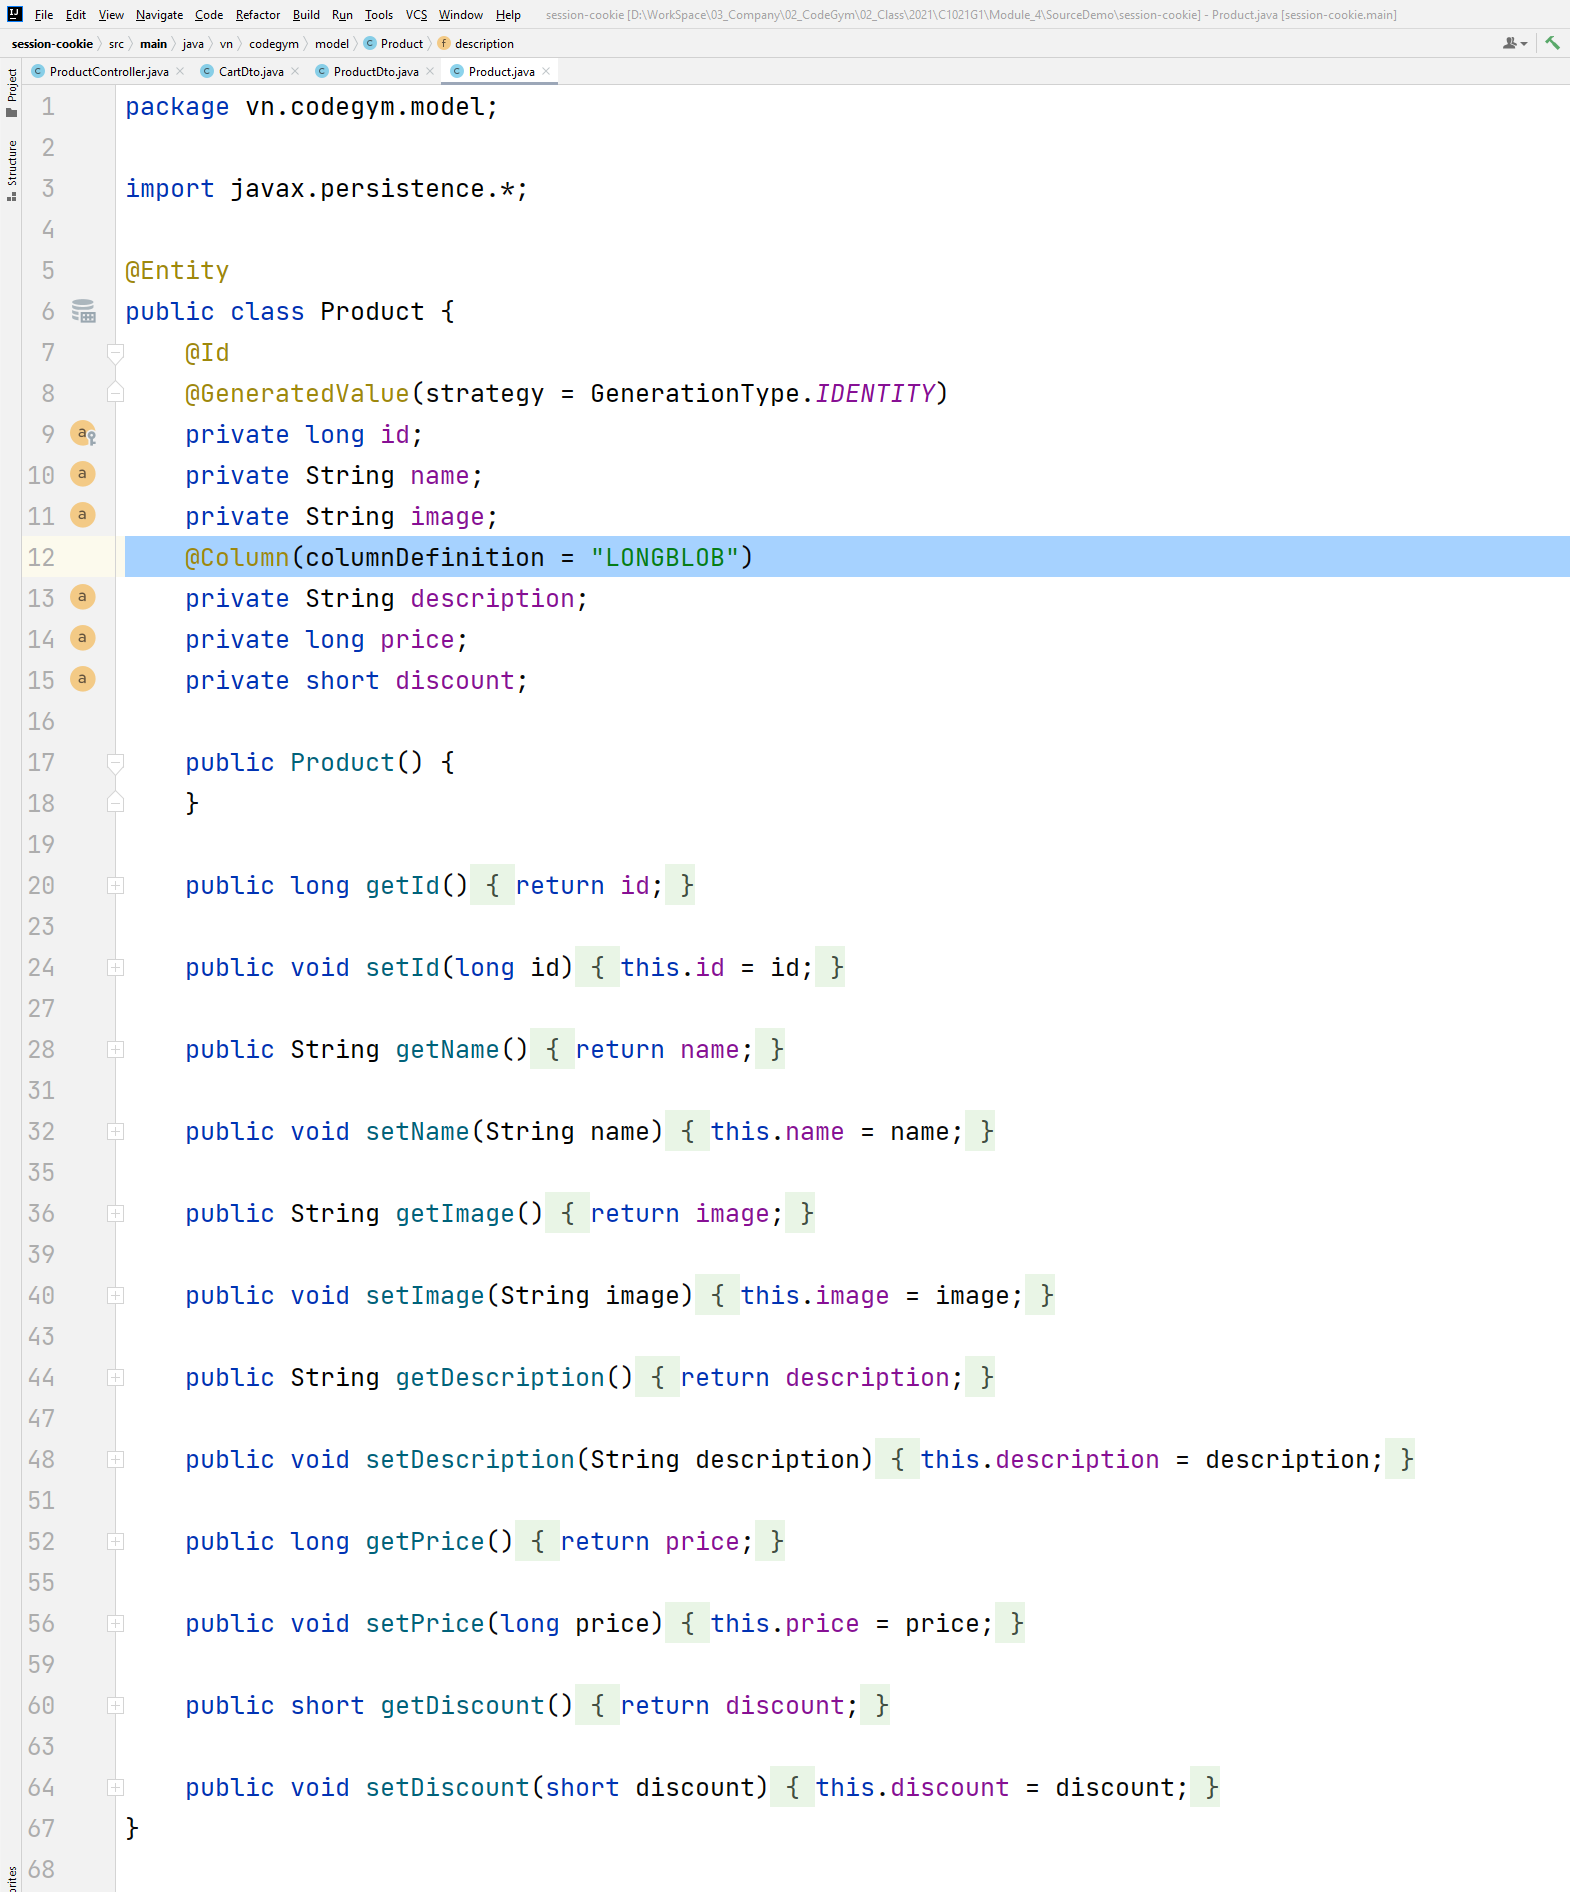 File Edit View Navigate Code Refactor Build Run Tools VCS Window Help session-cookie [D:\WorkSpace\03_Company\02_CodeGym\02_Class\2021\C1021G1\Module_4\SourceDemo\session-cookie] - Product.java [session-cookie.main]
session-cookie src main java vn codegym model Product description
ProductController.java CartDto.java ProductDto.java Product.java
Project
Structure
1 package vn.codegym.model;
2
3 import javax.persistence.*;
4
5 @Entity
6 public class Product {
7 @Id
8 @GeneratedValue(strategy = GenerationType.IDENTITY)
9 private long id;
10 private String name;
11 private String image;
12 @Column(columnDefinition = "LONGBLOB")
13 private String description;
14 private long price;
15 private short discount;
16
17 public Product() {
18 }
19
20 public long getId() { return id; }
23
24 public void setId(long id) { this.id = id; }
27
28 public String getName() { return name; }
31
32 public void setName(String name) { this.name = name; }
35
36 public String getImage() { return image; }
39
40 public void setImage(String image) { this.image = image; }
43
44 public String getDescription() { return description; }
47
48 public void setDescription(String description) { this.description = description; }
51
52 public long getPrice() { return price; }
55
56 public void setPrice(long price) { this.price = price; }
59
60 public short getDiscount() { return discount; }
63
64 public void setDiscount(short discount) { this.discount = discount; }
67 }
68